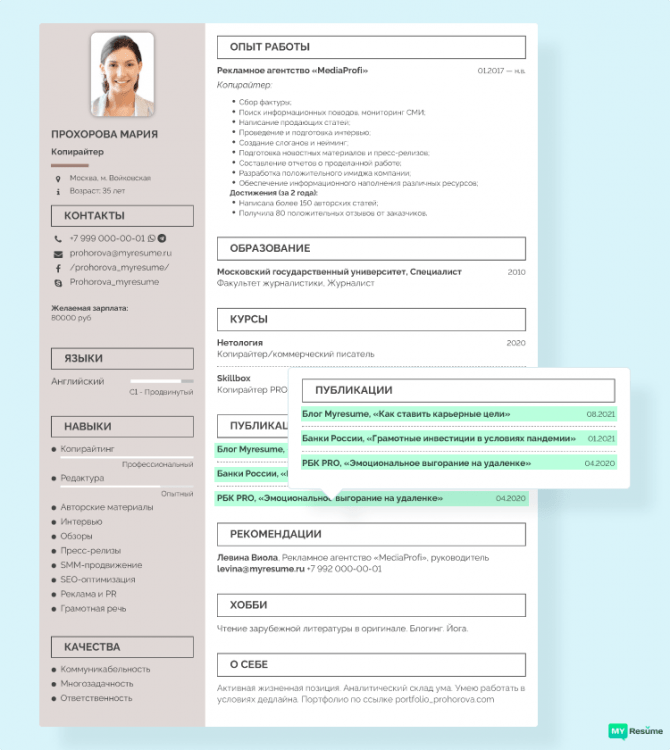 ПРОХОРОВА МАРИЯ
Копирайтер
Москва, м. Войковская
Возраст: 35 лет
КОНТАКТЫ
+7 999 000-00-01
prohorova@myresume.ru
/prohorova_myresume/
Prohorova_myresume
Желаемая зарплата:
80000 руб
ЯЗЫКИ
Английский
C1 - Продвинутый
НАВЫКИ
Копирайтинг
Профессиональный
Редактура
Опытный
Авторские материалы
Интервью
Обзоры
Пресс-релизы
SMM-продвижение
SEO-оптимизация
Реклама и PR
Грамотная речь
КАЧЕСТВА
Коммуникабельность
Многозадачность
Ответственность
ОПЫТ РАБОТЫ
Рекламное агентство «MediaProfi» 01.2017 — н.в.
Копирайтер:
Сбор фактуры;
Поиск информационных поводов, мониторинг СМИ;
Написание продающих статей;
Проведение и подготовка интервью;
Создание слоганов и нейминг;
Подготовка новостных материалов и пресс-релизов;
Составление отчетов о проделанной работе;
Разработка положительного имиджа компании;
Обеспечение информационного наполнения различных ресурсов;
Достижения (за 2 года):
Написала более 150 авторских статей;
Получила 80 положительных отзывов от заказчиков.
ОБРАЗОВАНИЕ
Московский государственный университет, Специалист 2010
Факультет журналистики, Журналист
КУРСЫ
Нетология 2020
Копирайтер/коммерческий писатель
Skillbox
Копирайтер PRO
ПУБЛИКАЦ
Блог Myresume,
Банки России, «
РБК PRO, «Эмоциональное выгорание на удаленке» 04.2020
ПУБЛИКАЦИИ
Блог Myresume, «Как ставить карьерные цели» 08.2021
Банки России, «Грамотные инвестиции в условиях пандемии» 01.2021
РБК PRO, «Эмоциональное выгорание на удаленке» 04.2020
РЕКОМЕНДАЦИИ
Левина Виола, Рекламное агентство «MediaProfi», руководитель
levina@myresume.ru +7 992 000-00-01
ХОББИ
Чтение зарубежной литературы в оригинале. Блогинг. Йога.
О СЕБЕ
Активная жизненная позиция. Аналитический склад ума. Умею работать в
условиях дедлайна. Портфолио по ссылке portfolio_prohorova.com
MY Resume